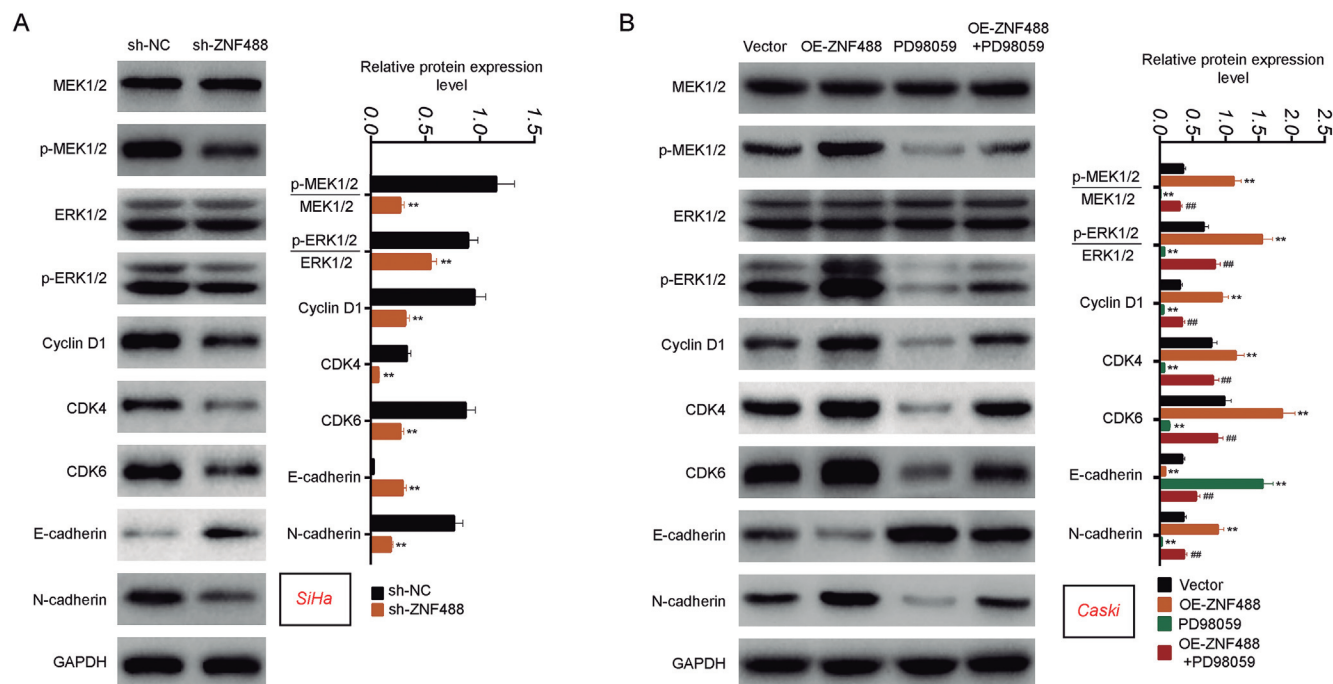 A
sh-NC sh-ZNF488
MEK1/2
p-MEK1/2
ERK1/2
p-ERK1/2
Cyclin D1
CDK4
CDK6
E-cadherin
N-cadherin
GAPDH
Relative protein expression
level
0.0 0.5 1.0 1.5
p-MEK1/2
MEK1/2
**
p-ERK1/2
ERK1/2
**
Cyclin D1
**
CDK4
**
CDK6
**
E-cadherin
**
N-cadherin
**
SiHa
sh-NC
sh-ZNF488
B
Vector OE-ZNF488 PD98059 OE-ZNF488
+PD98059
MEK1/2
p-MEK1/2
ERK1/2
p-ERK1/2
Cyclin D1
CDK4
CDK6
E-cadherin
N-cadherin
GAPDH
Relative protein expression
level
0.0 0.5 1.0 1.5 2.0 2.5
p-MEK1/2
MEK1/2
**
**
##
p-ERK1/2
ERK1/2
**
**
##
Cyclin D1
**
**
##
CDK4
**
**
##
CDK6
**
**
##
E-cadherin
**
**
##
N-cadherin
**
**
##
Caski
Vector
OE-ZNF488
PD98059
OE-ZNF488
+PD98059